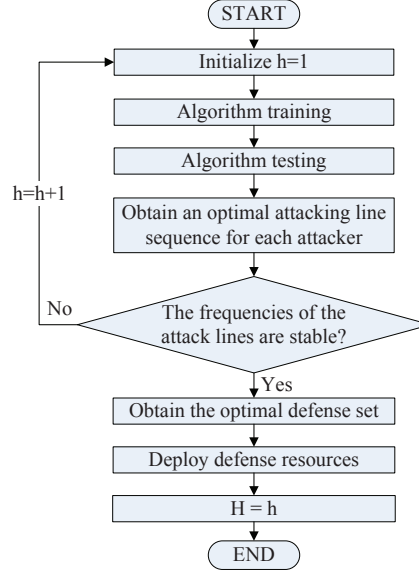 START
Initialize h=1
Algorithm training
Algorithm testing
h=h+1
Obtain an optimal attacking line
sequence for each attacker
No
The frequencies of the
attack lines are stable?
Yes
Obtain the optimal defense set
Deploy defense resources
H = h
END